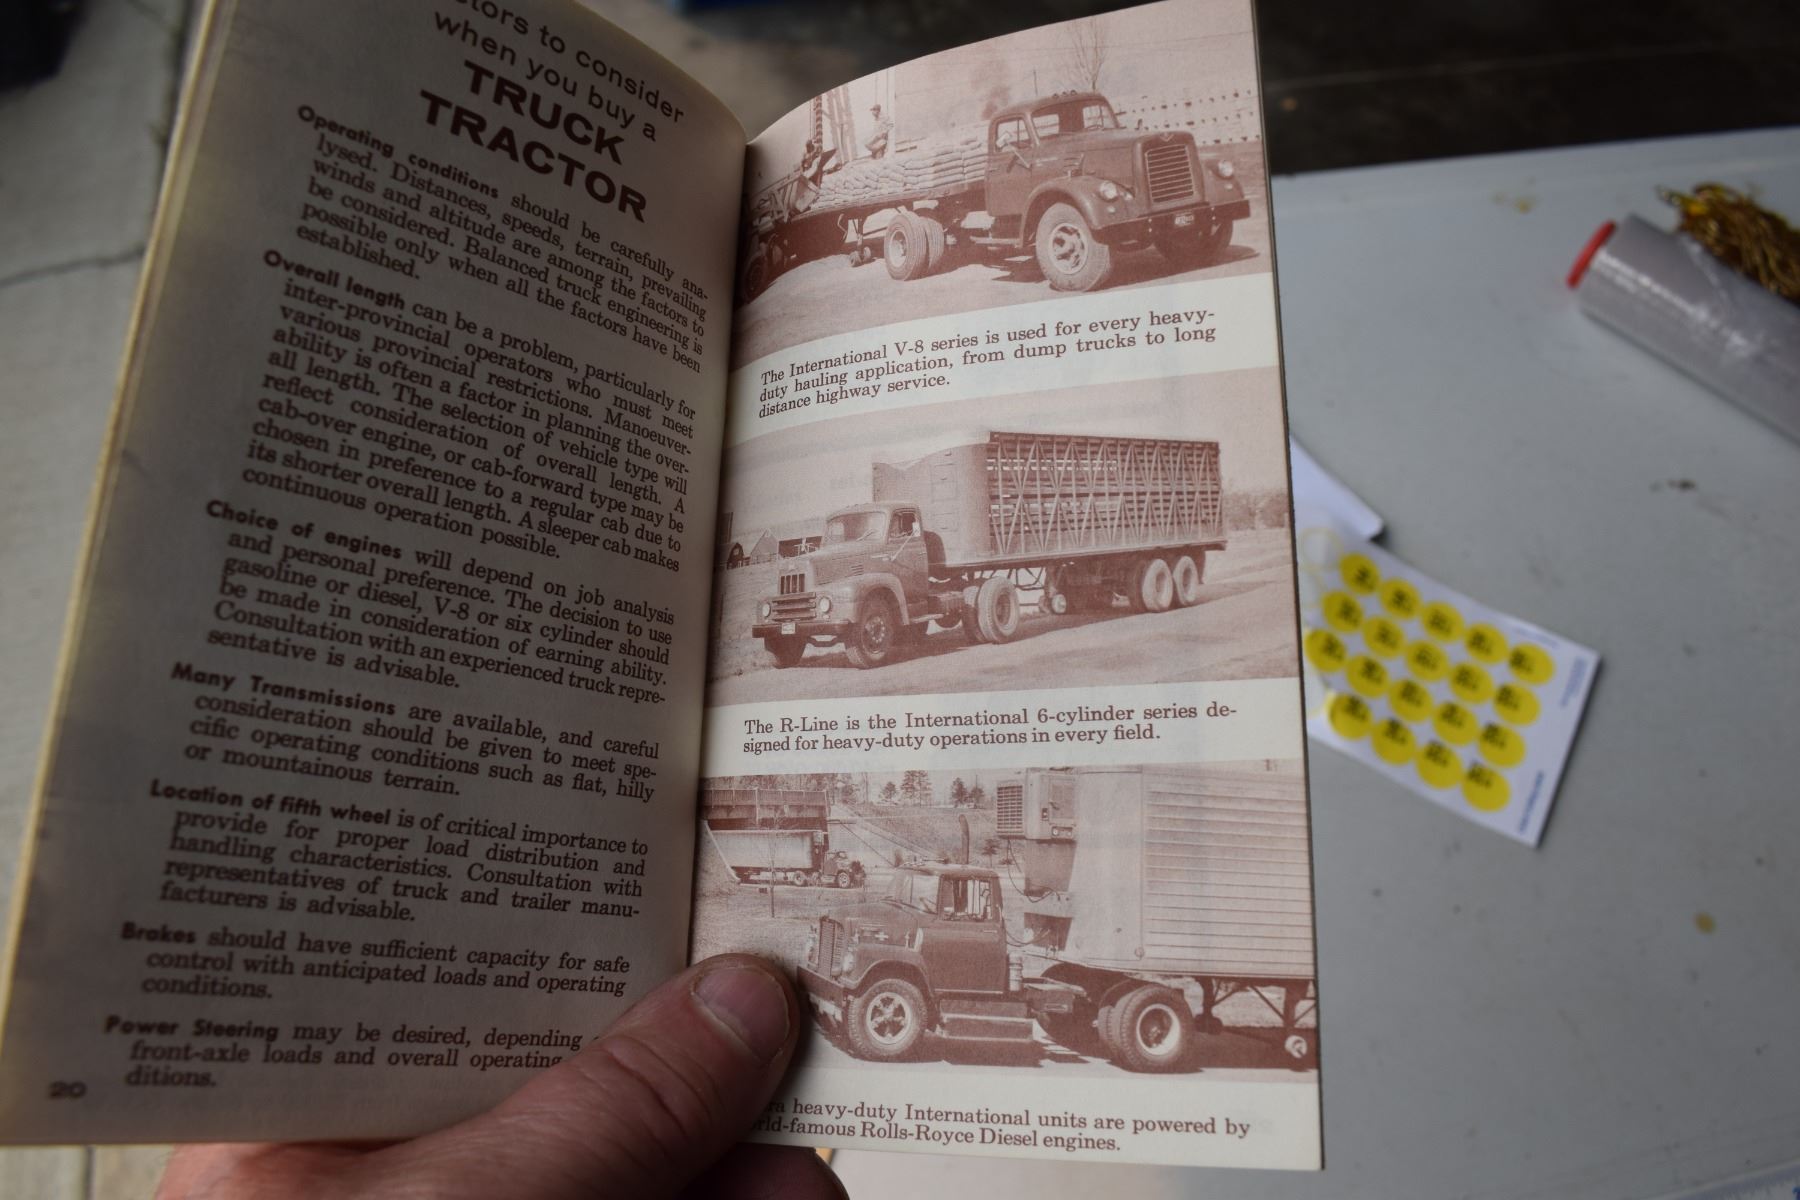 ctors to consider
when you buy a
TRUCK
TRACTOR
Operating conditions should be carefully ana-
lysed. Distances, speeds, terrain, prevailing
winds and altitude are among the factors to
be considered. Balanced truck engineering is
possible only when all the factors have been
established.
Overall length can be a problem, particularly for
inter-provincial operators who must meet
various provincial restrictions. Manoeuver-
ability is often a factor in planning the over-
all length. The selection of vehicle type will
reflect consideration of overall length. A
cab-over engine, or cab-forward type may be
chosen in preference to a regular cab due to
its shorter overall length. A sleeper cab makes
continuous operation possible.
Choice of engines will depend on job analysis
and personal preference. The decision to use
gasoline or diesel, V-8 or six cylinder should
be made in consideration of earning ability.
Consultation with an experienced truck repre-
sentative is advisable.
Many Transmissions are available, and careful
consideration should be given to meet spe-
cific operating conditions such as flat, hilly
or mountainous terrain.
Location of fifth wheel is of critical importance to
provide for proper load distribution and
handling characteristics. Consultation with
representatives of truck and trailer manu-
facturers is advisable.
Brakes should have sufficient capacity for safe
control with anticipated loads and operating
conditions.
Power Steering may be desired, depending
front-axle loads and overall operating
ditions.
20
The International V-8 series is used for every heavy-
duty hauling application, from dump trucks to long
distance highway service.
The R-Line is the International 6-cylinder series de-
signed for heavy-duty operations in every field.
ra heavy-duty International units are powered by
rld-famous Rolls-Royce Diesel engines.